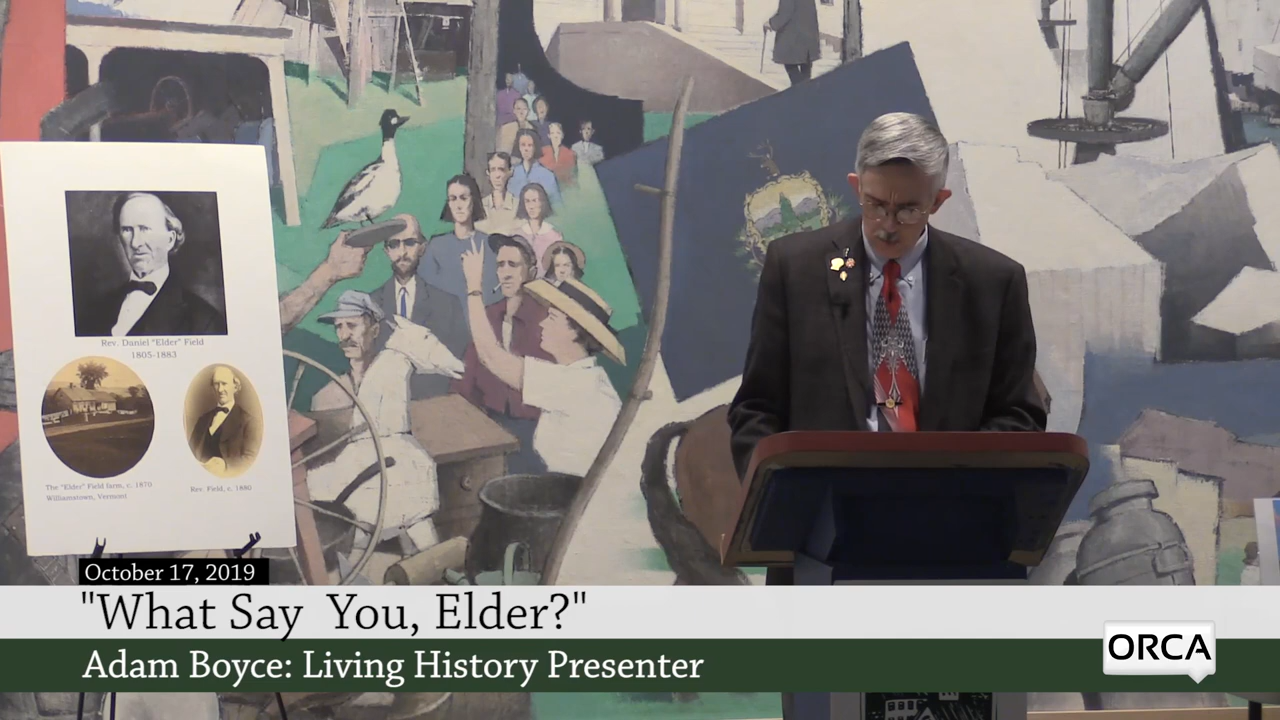 Rev. Daniel "Elder" Field
1805-1883
The "Elder" Field farm, c. 1870
Williamstown, Vermont
Rev. Field, c. 1880
October 17, 2019
"What Say You, Elder?"
Adam Boyce: Living History Presenter
ORCA